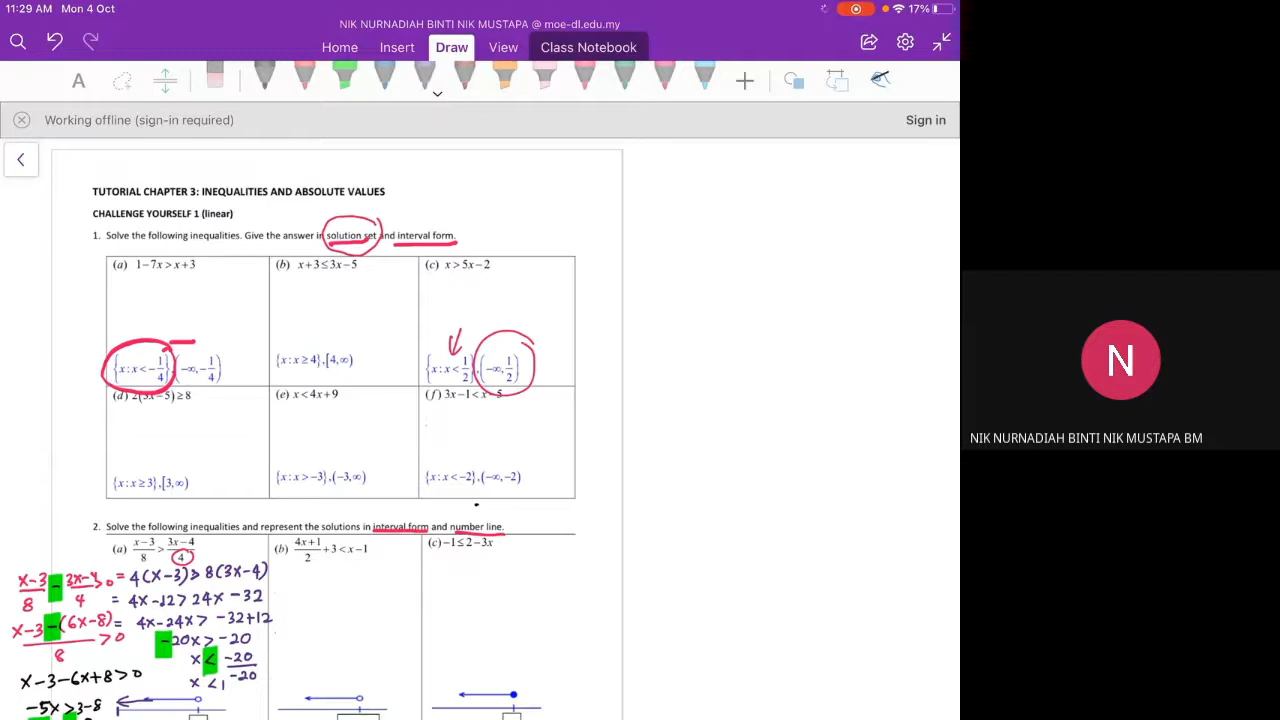 11:29 AM Mon 4 Oct
17%
NIK NURNADIAH BINTI NIK MUSTAPA @ moe-dl.edu.my
Home Insert Draw View Class Notebook
A
Working offline (sign-in required) Sign in
TUTORIAL CHAPTER 3: INEQUALITIES AND ABSOLUTE VALUES
CHALLENGE YOURSELF 1 (linear)
1. Solve the following inequalities. Give the answer in solution set and interval form.
(a) 1−7x > x+3 (b) x+3 ≤ 3x−5 (c) x > 5x−2
{x : x < −1/4}, (−∞, −1/4) {x : x ≥ 4}, [4, ∞) {x : x < 1/2}, (−∞, 1/2)
(d) 2(3x−5) ≥ 8 (e) x < 4x+9 (f) 3x−1 < x−5
{x : x ≥ 3}, [3, ∞) {x : x > −3}, (−3, ∞) {x : x < −2}, (−∞, −2)
2. Solve the following inequalities and represent the solutions in interval form and number line.
(a) x−3/8 > 3x−4/4 (b) 4x+1/2 + 3 < x−1 (c) −1 ≤ 2−3x
x-3/8 - 3x-4/4 > 0 = 4(x-3) > 8(3x-4)
= 4x-12 > 24x -32
x-3 -(6x-8)/8 > 0 = 4x-24x > -32+12
-20x > -20
x < -20/-20
x-3-6x+8 > 0 x < 1
-5x > 3-8
N
NIK NURNADIAH BINTI NIK MUSTAPA BM